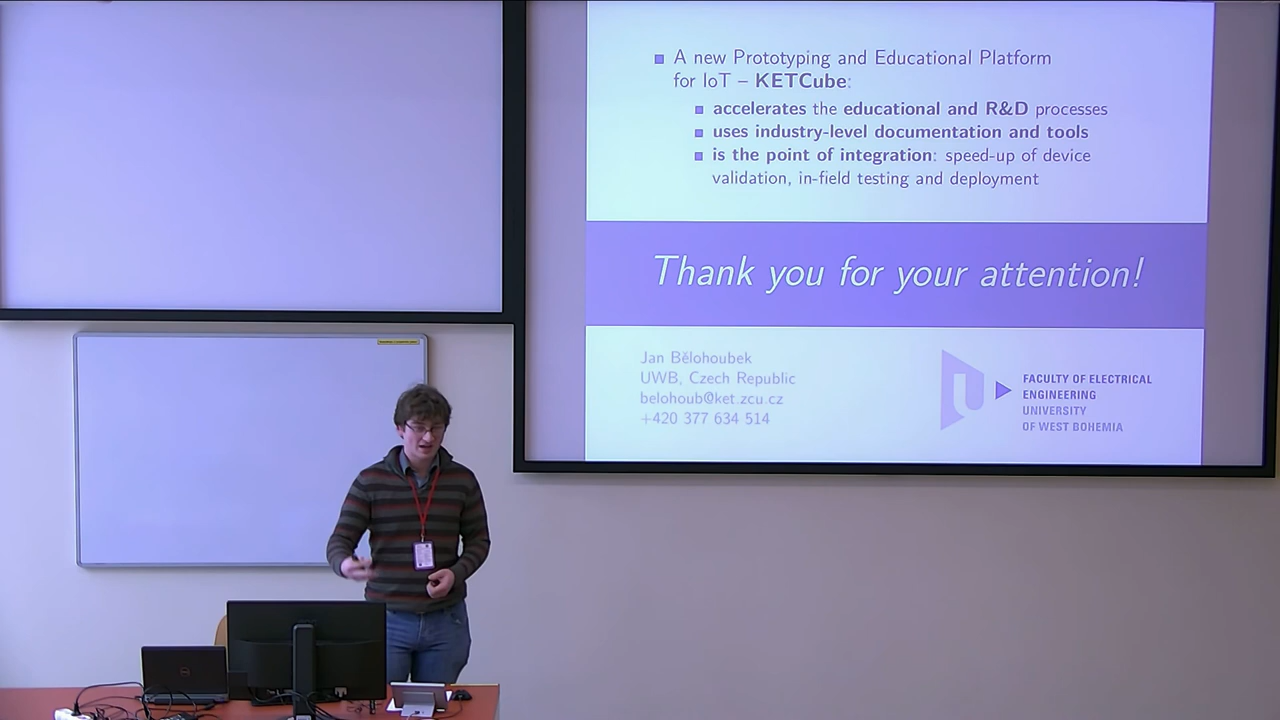 A new Prototyping and Educational Platform
for IoT – KETCube:
accelerates the educational and R&D processes
uses industry-level documentation and tools
is the point of integration: speed-up of device
validation, in-field testing and deployment
Thank you for your attention!
Jan Bělohoubek
UWB, Czech Republic
belohoub@ket.zcu.cz
+420 377 634 514
FACULTY OF ELECTRICAL
ENGINEERING
UNIVERSITY
OF WEST BOHEMIA